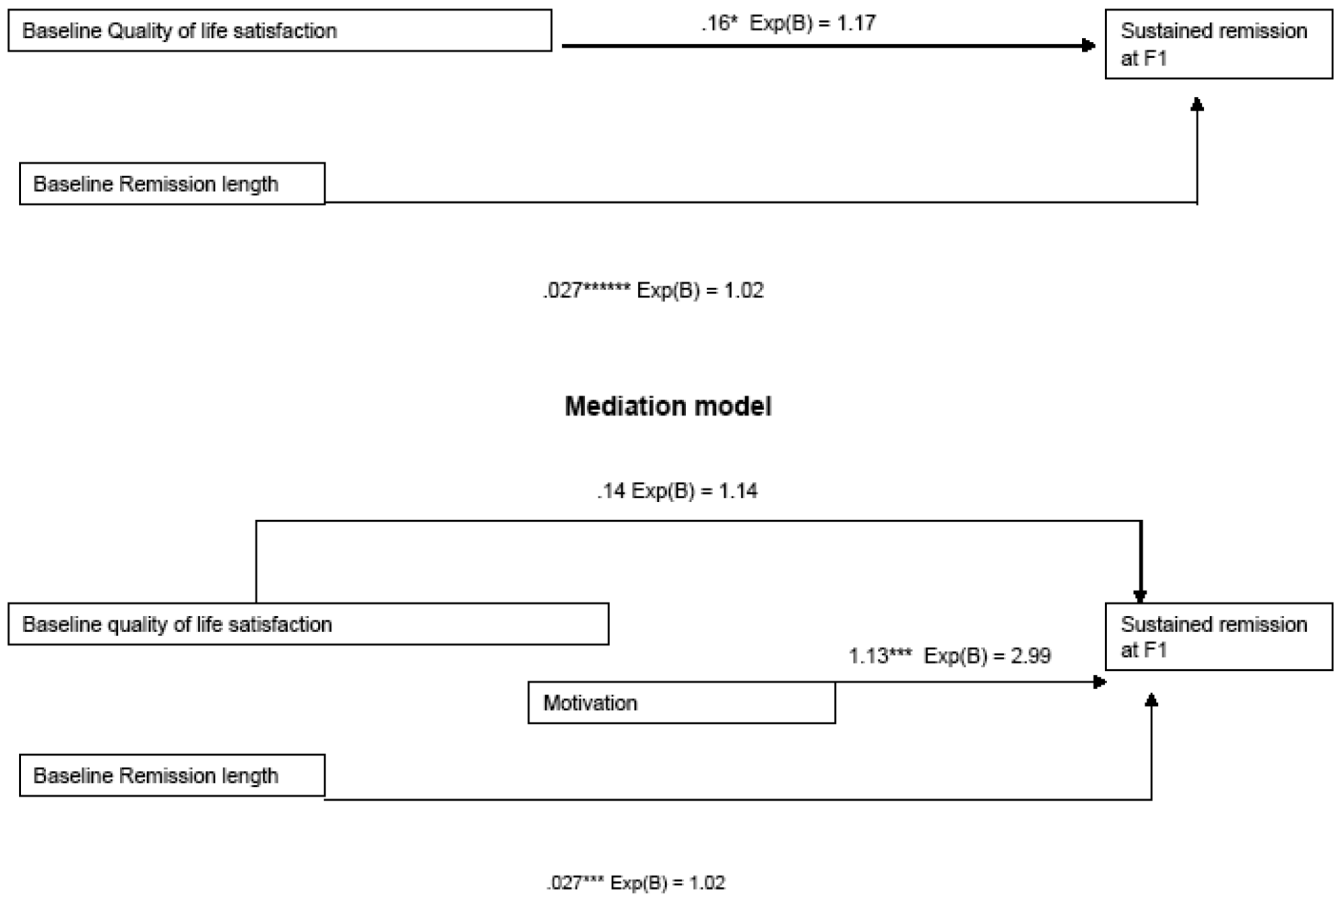 Baseline Quality of life satisfaction
.16* Exp(B) = 1.17
Sustained remission
at F1
Baseline Remission length
.027****** Exp(B) = 1.02
Mediation model
.14 Exp(B) = 1.14
Baseline quality of life satisfaction
Sustained remission
at F1
1.13*** Exp(B) = 2.99
Motivation
Baseline Remission length
.027*** Exp(B) = 1.02